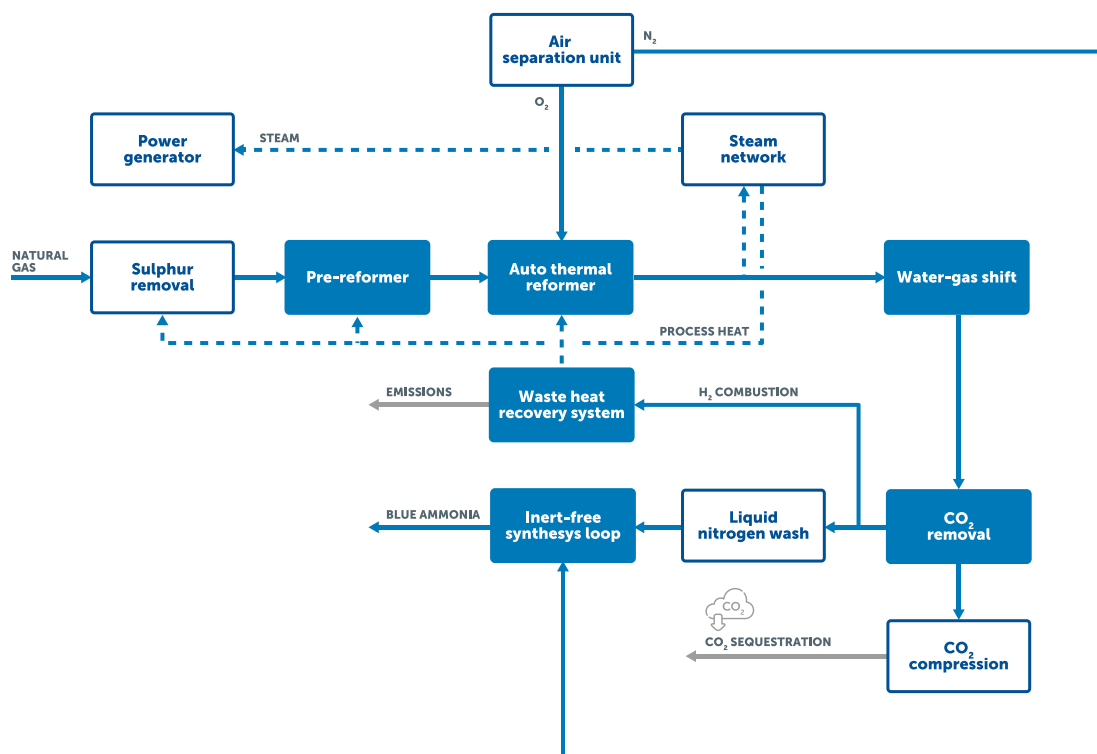 Air
separation unit
N₂
O₂
Power
generator
STEAM
Steam
network
NATURAL
GAS
Sulphur
removal
Pre-reformer
Auto thermal
reformer
Water-gas shift
PROCESS HEAT
EMISSIONS
Waste heat
recovery system
H₂ COMBUSTION
BLUE AMMONIA
Inert-free
synthesys loop
Liquid
nitrogen wash
CO₂
removal
CO₂
CO₂ SEQUESTRATION
CO₂
compression